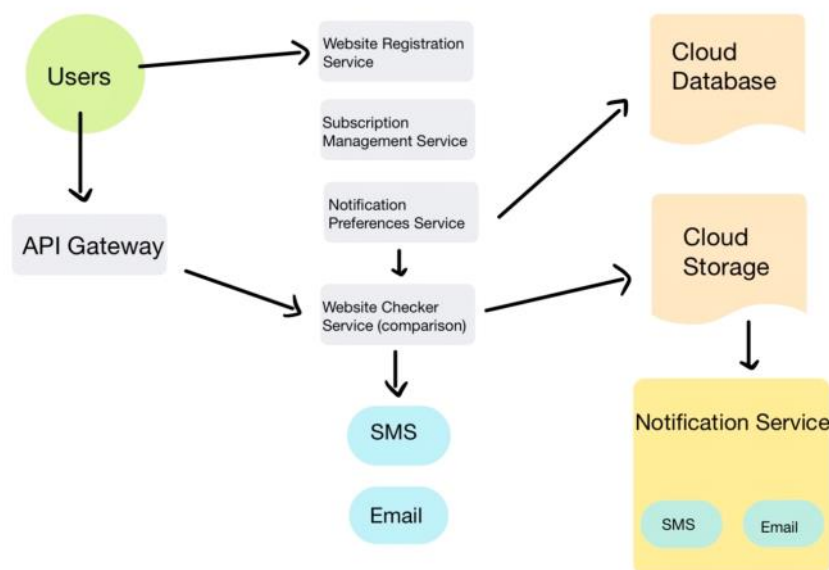 Users
API Gateway
Website Registration
Service
Subscription
Management Service
Notification
Preferences Service
Website Checker
Service (comparison)
SMS
Email
Cloud
Database
Cloud
Storage
Notification Service
SMS
Email